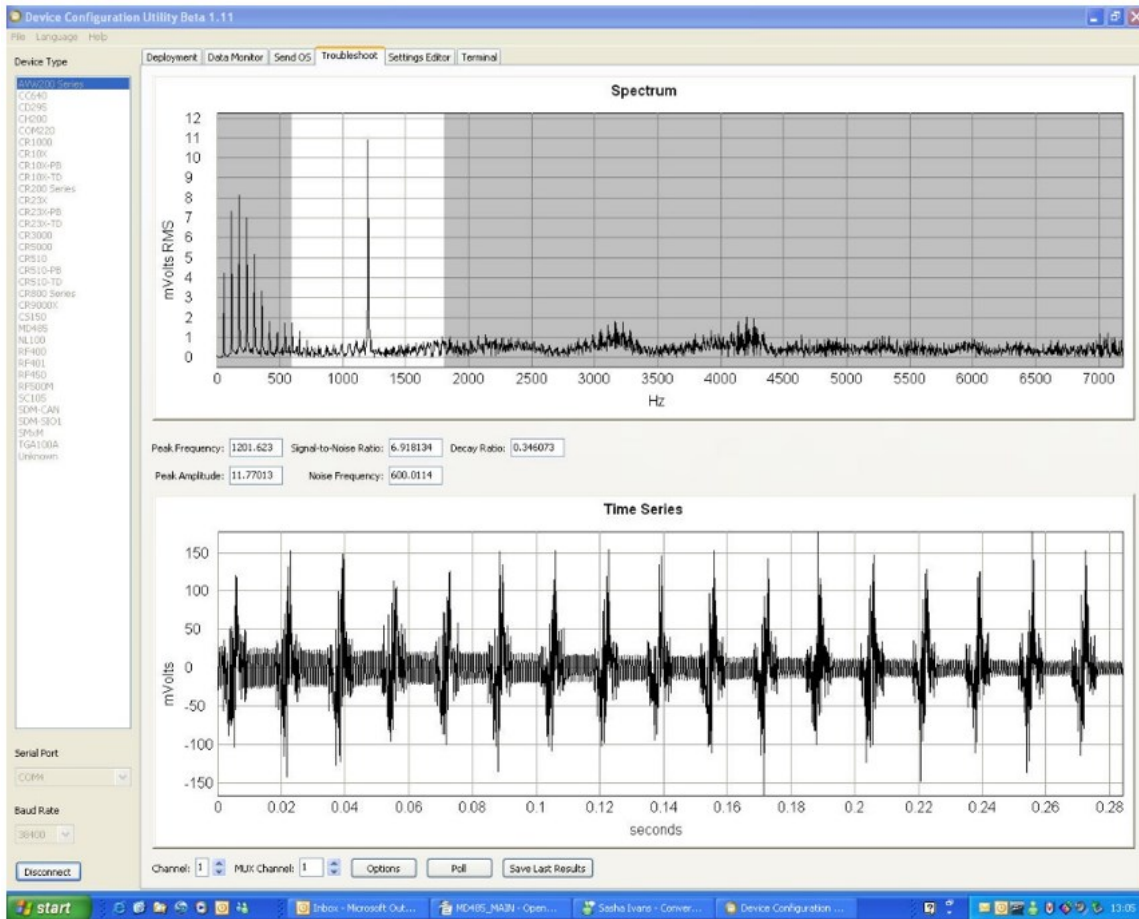 Device Configuration Utility Beta 1.11
File Language Help
Device Type
AVW200 Series
CC640
CD295
CH200
COM220
CR1000
CR10X
CR10X-PB
CR10X-TD
CR200 Series
CR23X
CR23X-PB
CR23X-TD
CR3000
CR5000
CR510
CR510-PB
CR510-TD
CR800 Series
CR9000X
CS150
MD485
NL100
RF400
RF401
RF450
RF500M
SC105
SDM-CAN
SDM-SIO1
SMxM
TGA100A
Unknown
Serial Port
COM4
Baud Rate
38400
Disconnect
Deployment Data Monitor Send OS Troubleshoot Settings Editor Terminal
Spectrum
12
11
10
9
8
7
6
5
4
3
2
1
0
mVolts RMS
0 500 1000 1500 2000 2500 3000 3500 4000 4500 5000 5500 6000 6500 7000
Hz
Peak Frequency: 1201.623 Signal-to-Noise Ratio: 6.918134 Decay Ratio: 0.346073
Peak Amplitude: 11.77013 Noise Frequency: 600.0114
Time Series
150
100
50
0
-50
-100
-150
mVolts
0 0.02 0.04 0.06 0.08 0.1 0.12 0.14 0.16 0.18 0.2 0.22 0.24 0.26 0.28
seconds
Channel: 1 MUX Channel: 1 Options Poll Save Last Results
start Inbox - Microsoft Out... MD485_MAIN - Open... Sasha Ivans - Conver... Device Configuration ... 13:05